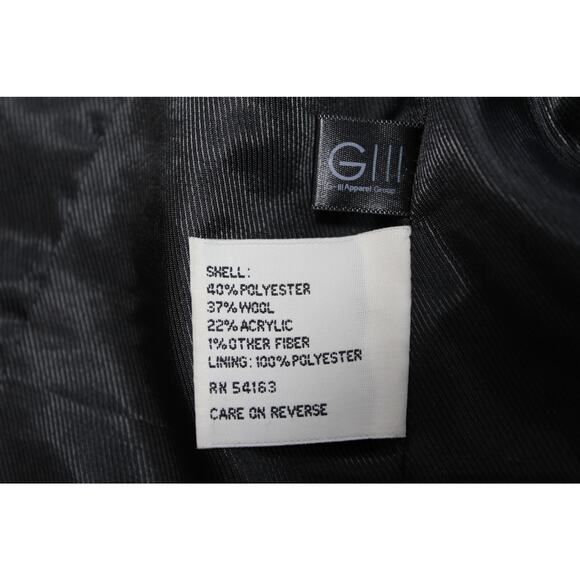 GIII
G-III Apparel Group
SHELL:
40% POLYESTER
37% WOOL
22% ACRYLIC
1% OTHER FIBER
LINING: 100% POLYESTER
RN 54163
CARE ON REVERSE